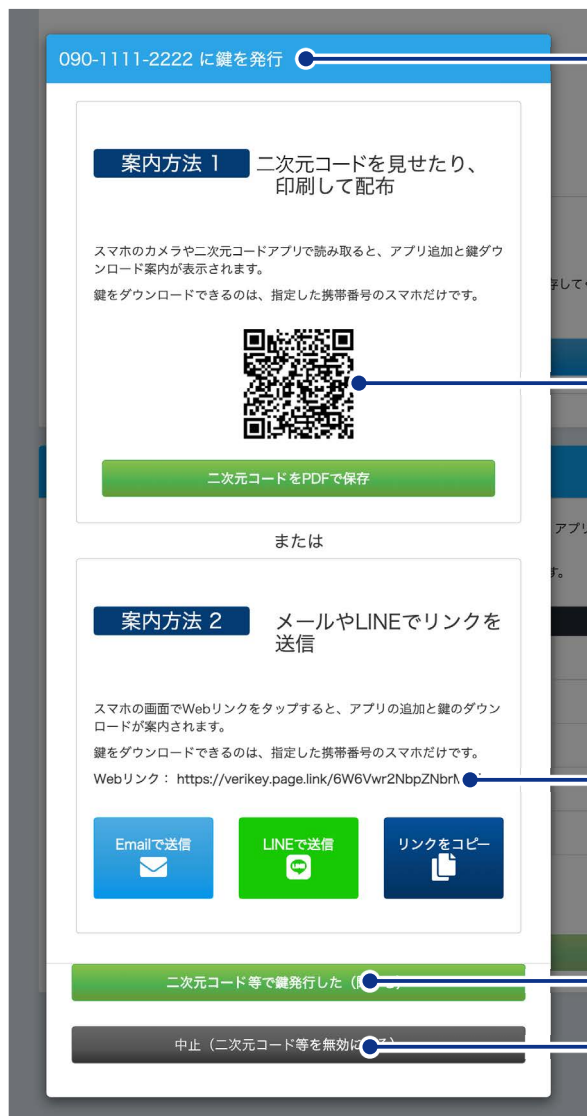 090-1111-2222 に鍵を発行
案内方法 1
二次元コードを見せたり、
印刷して配布
スマホのカメラや二次元コードアプリで読み取ると、アプリ追加と鍵ダウ
ンロード案内が表示されます。
鍵をダウンロードできるのは、指定した携帯番号のスマホだけです。
二次元コードをPDFで保存
または
案内方法 2
メールやLINEでリンクを
送信
スマホの画面でWebリンクをタップすると、アプリの追加と鍵のダウン
ロードが案内されます。
鍵をダウンロードできるのは、指定した携帯番号のスマホだけです。
Webリンク： https://verikey.page.link/6W6Vwr2NbpZNbr
Emailで送信
LINEで送信
リンクをコピー
二次元コード等で鍵発行した（
中止（二次元コード等を無効に
存して
アプ
す。